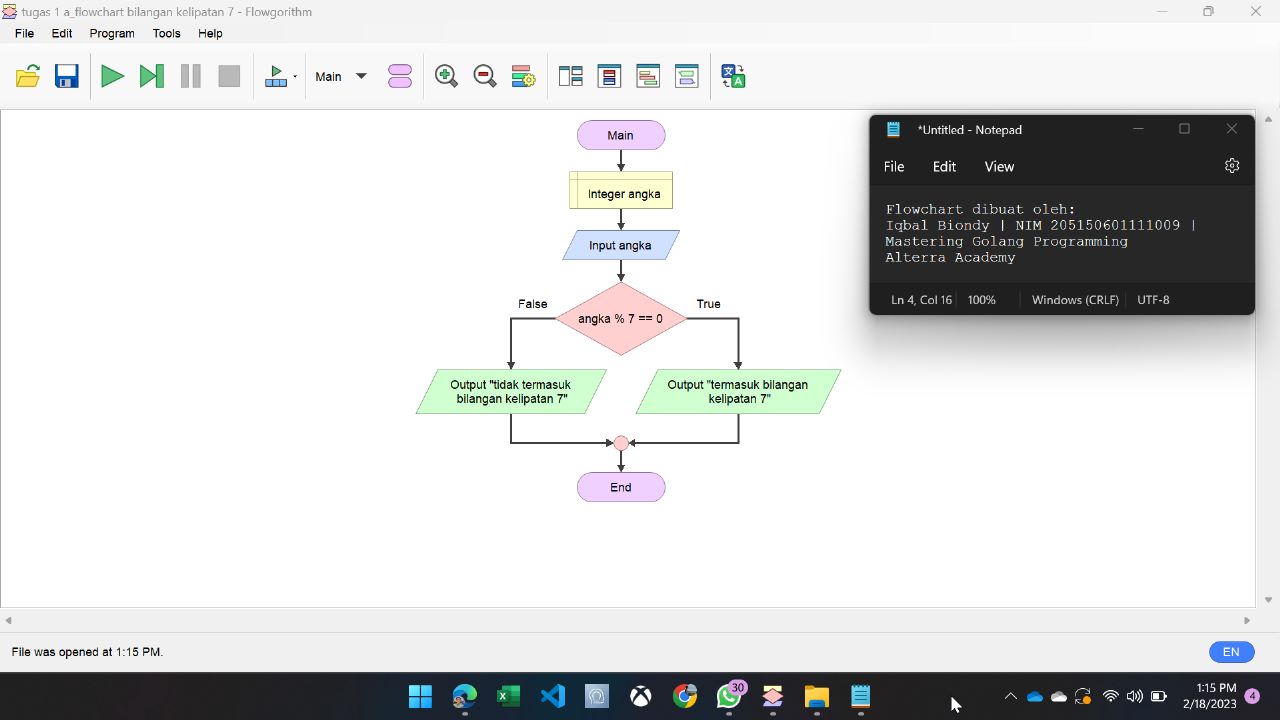 tugas 1 a_flowchart bilangan kelipatan 7 - Flowgorithm
File Edit Program Tools Help
Main
Main
Integer angka
Input angka
False
True
angka % 7 == 0
Output "tidak termasuk
bilangan kelipatan 7"
Output "termasuk bilangan
kelipatan 7"
End
*Untitled - Notepad
File Edit View
Flowchart dibuat oleh:
Iqbal Biondy | NIM 205150601111009 |
Mastering Golang Programming
Alterra Academy
Ln 4, Col 16 100% Windows (CRLF) UTF-8
File was opened at 1:15 PM.
EN
30
1:15 PM
2/18/2023
4